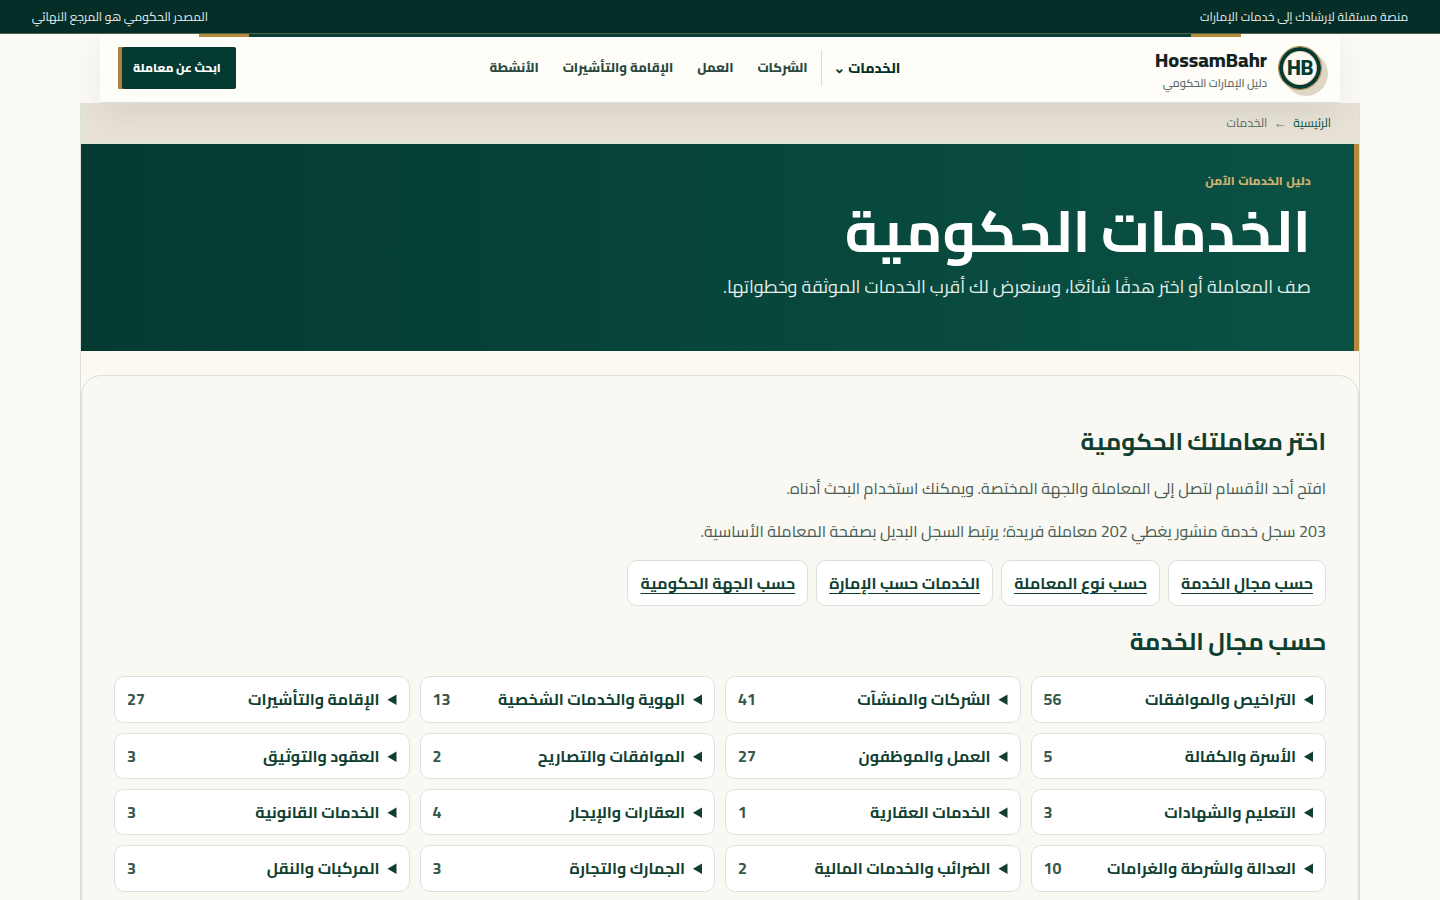 منصة مستقلة لإرشادك إلى خدمات الإمارات
المصدر الحكومي هو المرجع النهائي
HB
HossamBahr
دليل الإمارات الحكومي
الخدمات
الشركات
العمل
الإقامة والتأشيرات
الأنشطة
ابحث عن معاملة
الرئيسية ← الخدمات
دليل الخدمات الآمن
الخدمات الحكومية
صف المعاملة أو اختر هدفًا شائعًا، وسنعرض لك أقرب الخدمات الموثقة وخطواتها.
اختر معاملتك الحكومية
افتح أحد الأقسام لتصل إلى المعاملة والجهة المختصة. ويمكنك استخدام البحث أدناه.
203 سجل خدمة منشور يغطي 202 معاملة فريدة؛ يرتبط السجل البديل بصفحة المعاملة الأساسية.
حسب مجال الخدمة
حسب نوع المعاملة
الخدمات حسب الإمارة
حسب الجهة الحكومية
حسب مجال الخدمة
التراخيص والموافقات 56
الشركات والمنشآت 41
الهوية والخدمات الشخصية 13
الإقامة والتأشيرات 27
الأسرة والكفالة 5
العمل والموظفون 27
الموافقات والتصاريح 2
العقود والتوثيق 3
التعليم والشهادات 3
الخدمات العقارية 1
العقارات والإيجار 4
الخدمات القانونية 3
العدالة والشرطة والغرامات 10
الضرائب والخدمات المالية 2
الجمارك والتجارة 3
المركبات والنقل 3